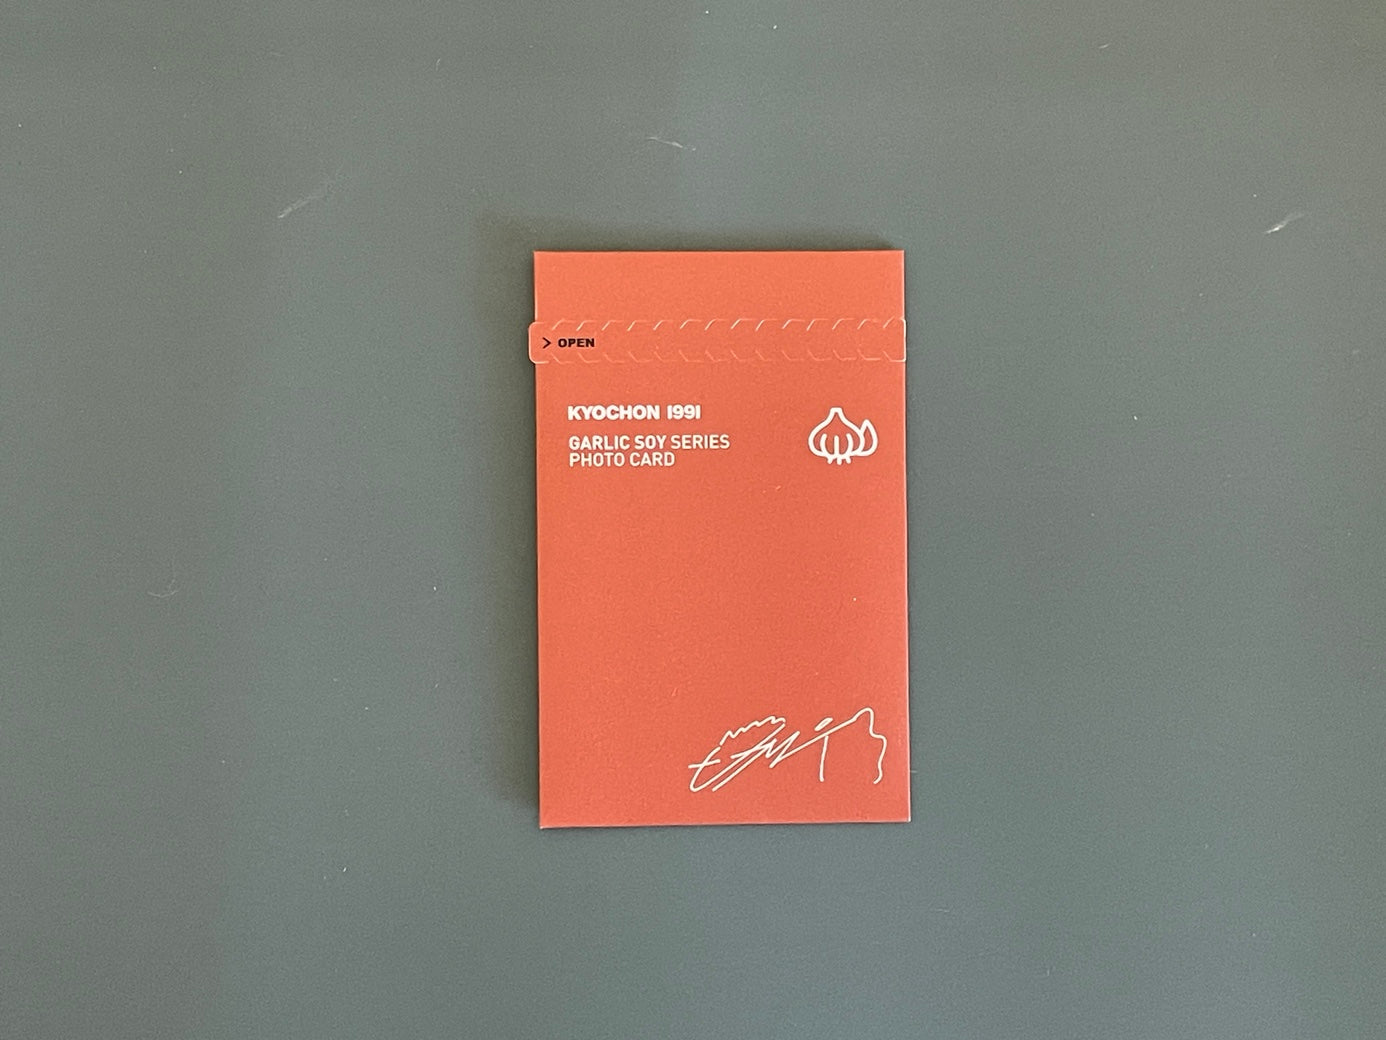 > OPEN
KYOCHON 1991
GARLIC SOY SERIES
PHOTO CARD